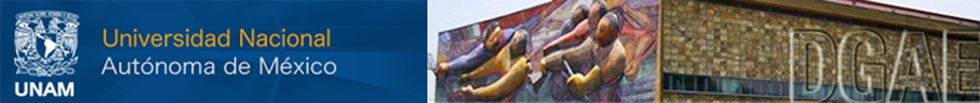 UNAM
Universidad Nacional
Autónoma de México
DGAE